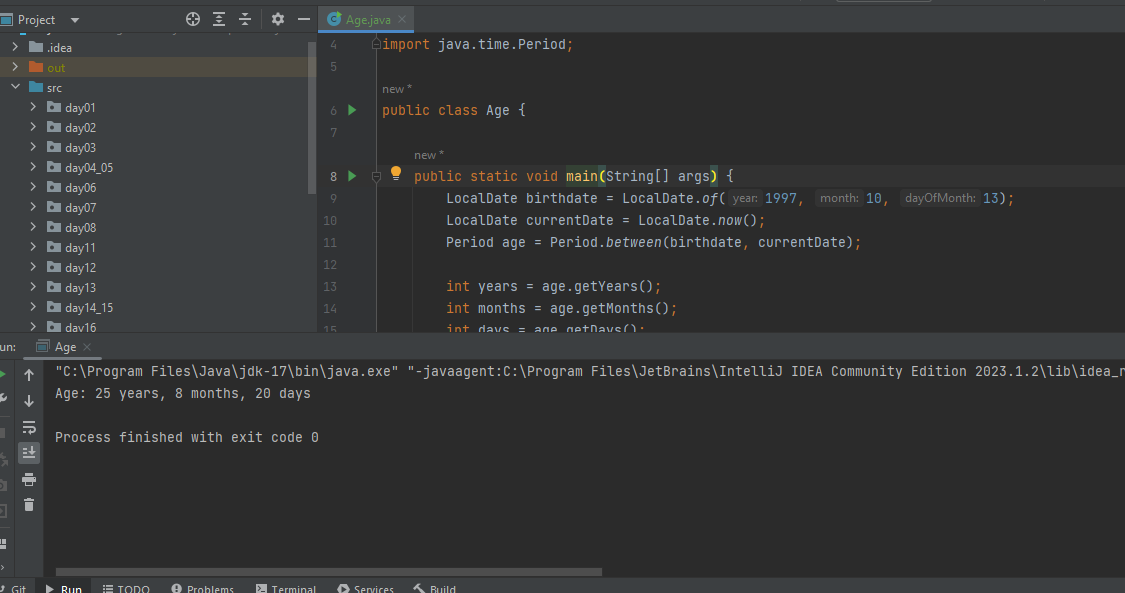 Project
Age.java
.idea
out
src
day01
day02
day03
day04_05
day06
day07
day08
day11
day12
day13
day14_15
day16
4 import java.time.Period;
5
new *
6 public class Age {
7
new *
8 public static void main(String[] args) {
9 LocalDate birthdate = LocalDate.of( year: 1997, month: 10, dayOfMonth: 13);
10 LocalDate currentDate = LocalDate.now();
11 Period age = Period.between(birthdate, currentDate);
12
13 int years = age.getYears();
14 int months = age.getMonths();
15 int days = age.getDays();
un: Age
"C:\Program Files\Java\jdk-17\bin\java.exe" "-javaagent:C:\Program Files\JetBrains\IntelliJ IDEA Community Edition 2023.1.2\lib\idea_r
Age: 25 years, 8 months, 20 days
Process finished with exit code 0
Git Run TODO Problems Terminal Services Build